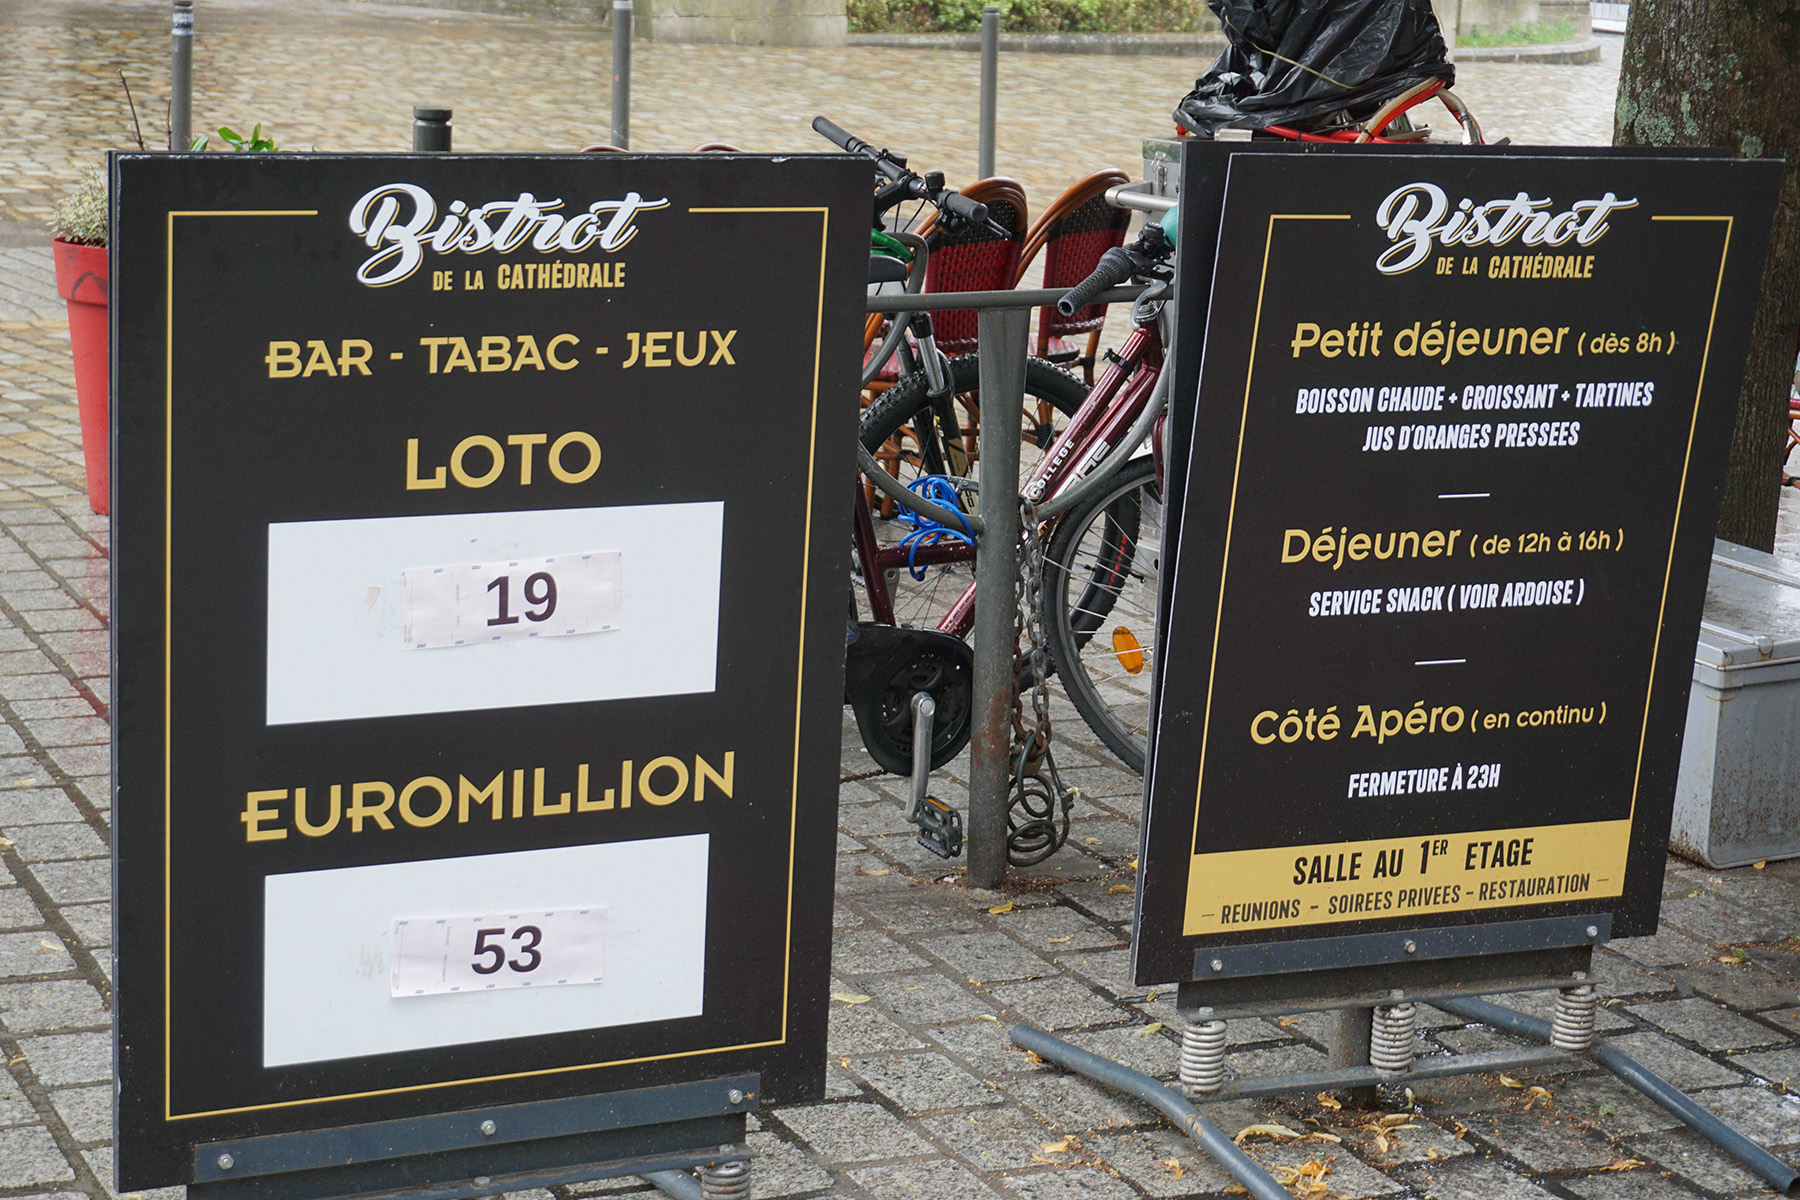 Bistrot
DE LA CATHÉDRALE
BAR - TABAC - JEUX
LOTO
19
EUROMILLION
53
COLLEGE
Bistrot
DE LA CATHÉDRALE
Petit déjeuner ( dès 8h )
BOISSON CHAUDE + CROISSANT + TARTINES
JUS D'ORANGES PRESSEES
Déjeuner ( de 12h à 16h )
SERVICE SNACK ( VOIR ARDOISE )
Côté Apéro ( en continu )
FERMETURE À 23H
SALLE AU 1ER ETAGE
- REUNIONS - SOIREES PRIVEES - RESTAURATION -